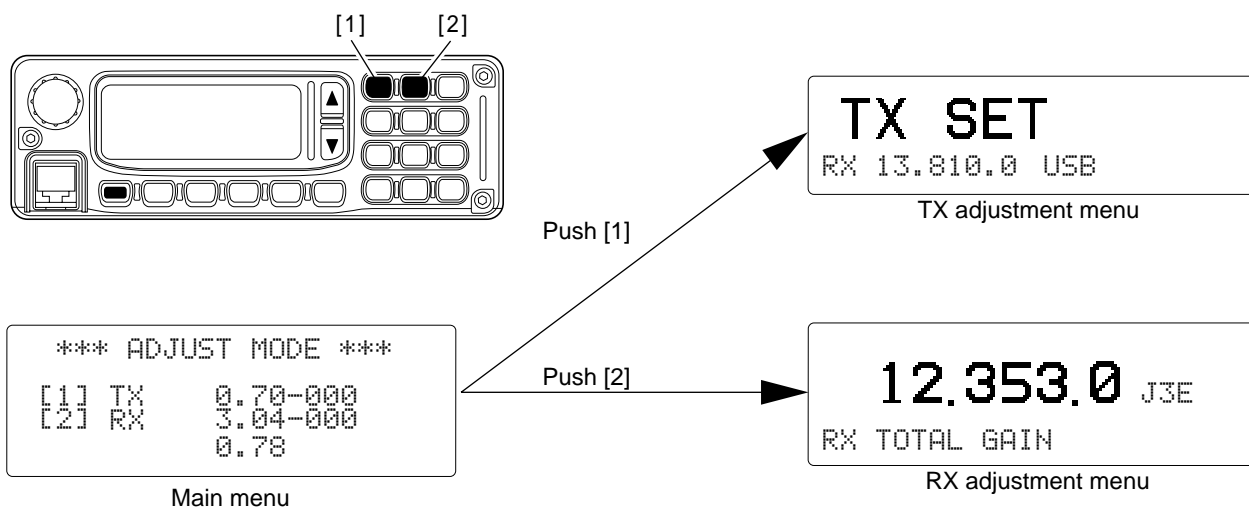 [1] [2]
TX SET
RX 13.810.0 USB
TX adjustment menu
Push [1]
*** ADJUST MODE ***
[1] TX 0.70-000
[2] RX 3.04-000
0.78
Main menu
Push [2]
12.353.0 J3E
RX TOTAL GAIN
RX adjustment menu